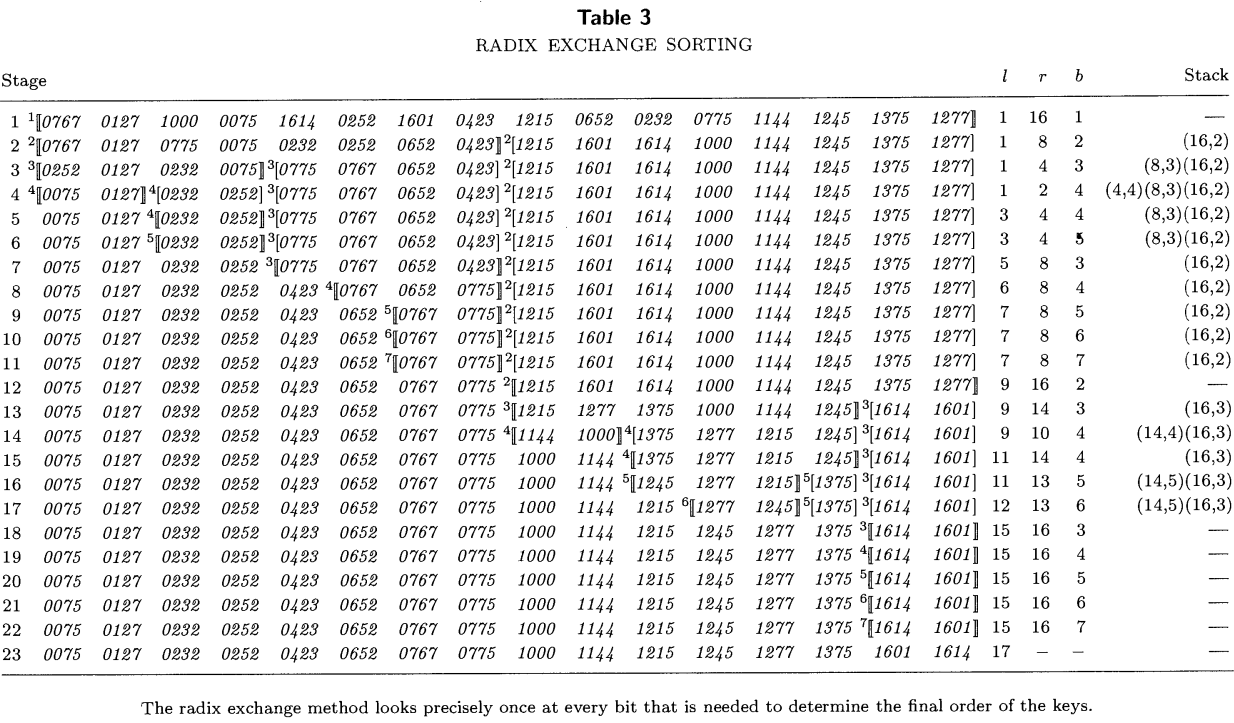 Table 3
RADIX EXCHANGE SORTING
Stage l r b Stack
1 ¹⟦0767 0127 1000 0075 1614 0252 1601 0423 1215 0652 0232 0775 1144 1245 1375 1277⟧ 1 16 1 —
2 ²⟦0767 0127 0775 0075 0232 0252 0652 0423⟧ ²[1215 1601 1614 1000 1144 1245 1375 1277] 1 8 2 (16,2)
3 ³⟦0252 0127 0232 0075⟧ ³[0775 0767 0652 0423] ²[1215 1601 1614 1000 1144 1245 1375 1277] 1 4 3 (8,3)(16,2)
4 ⁴⟦0075 0127⟧ ⁴[0232 0252] ³[0775 0767 0652 0423] ²[1215 1601 1614 1000 1144 1245 1375 1277] 1 2 4 (4,4)(8,3)(16,2)
5 0075 0127 ⁴⟦0232 0252⟧ ³[0775 0767 0652 0423] ²[1215 1601 1614 1000 1144 1245 1375 1277] 3 4 4 (8,3)(16,2)
6 0075 0127 ⁵⟦0232 0252⟧ ³[0775 0767 0652 0423] ²[1215 1601 1614 1000 1144 1245 1375 1277] 3 4 5 (8,3)(16,2)
7 0075 0127 0232 0252 ³⟦0775 0767 0652 0423⟧ ²[1215 1601 1614 1000 1144 1245 1375 1277] 5 8 3 (16,2)
8 0075 0127 0232 0252 0423 ⁴⟦0767 0652 0775⟧ ²[1215 1601 1614 1000 1144 1245 1375 1277] 6 8 4 (16,2)
9 0075 0127 0232 0252 0423 0652 ⁵⟦0767 0775⟧ ²[1215 1601 1614 1000 1144 1245 1375 1277] 7 8 5 (16,2)
10 0075 0127 0232 0252 0423 0652 ⁶⟦0767 0775⟧ ²[1215 1601 1614 1000 1144 1245 1375 1277] 7 8 6 (16,2)
11 0075 0127 0232 0252 0423 0652 ⁷⟦0767 0775⟧ ²[1215 1601 1614 1000 1144 1245 1375 1277] 7 8 7 (16,2)
12 0075 0127 0232 0252 0423 0652 0767 0775 ²⟦1215 1601 1614 1000 1144 1245 1375 1277⟧ 9 16 2 —
13 0075 0127 0232 0252 0423 0652 0767 0775 ³⟦1215 1277 1375 1000 1144 1245⟧ ³[1614 1601] 9 14 3 (16,3)
14 0075 0127 0232 0252 0423 0652 0767 0775 ⁴⟦1144 1000⟧ ⁴[1375 1277 1215 1245] ³[1614 1601] 9 10 4 (14,4)(16,3)
15 0075 0127 0232 0252 0423 0652 0767 0775 1000 1144 ⁴⟦1375 1277 1215 1245⟧ ³[1614 1601] 11 14 4 (16,3)
16 0075 0127 0232 0252 0423 0652 0767 0775 1000 1144 ⁵⟦1245 1277 1215⟧ ⁵[1375] ³[1614 1601] 11 13 5 (14,5)(16,3)
17 0075 0127 0232 0252 0423 0652 0767 0775 1000 1144 1215 ⁶⟦1277 1245⟧ ⁵[1375] ³[1614 1601] 12 13 6 (14,5)(16,3)
18 0075 0127 0232 0252 0423 0652 0767 0775 1000 1144 1215 1245 1277 1375 ³⟦1614 1601⟧ 15 16 3 —
19 0075 0127 0232 0252 0423 0652 0767 0775 1000 1144 1215 1245 1277 1375 ⁴⟦1614 1601⟧ 15 16 4 —
20 0075 0127 0232 0252 0423 0652 0767 0775 1000 1144 1215 1245 1277 1375 ⁵⟦1614 1601⟧ 15 16 5 —
21 0075 0127 0232 0252 0423 0652 0767 0775 1000 1144 1215 1245 1277 1375 ⁶⟦1614 1601⟧ 15 16 6 —
22 0075 0127 0232 0252 0423 0652 0767 0775 1000 1144 1215 1245 1277 1375 ⁷⟦1614 1601⟧ 15 16 7 —
23 0075 0127 0232 0252 0423 0652 0767 0775 1000 1144 1215 1245 1277 1375 1601 1614 17 – – —
The radix exchange method looks precisely once at every bit that is needed to determine the final order of the keys.